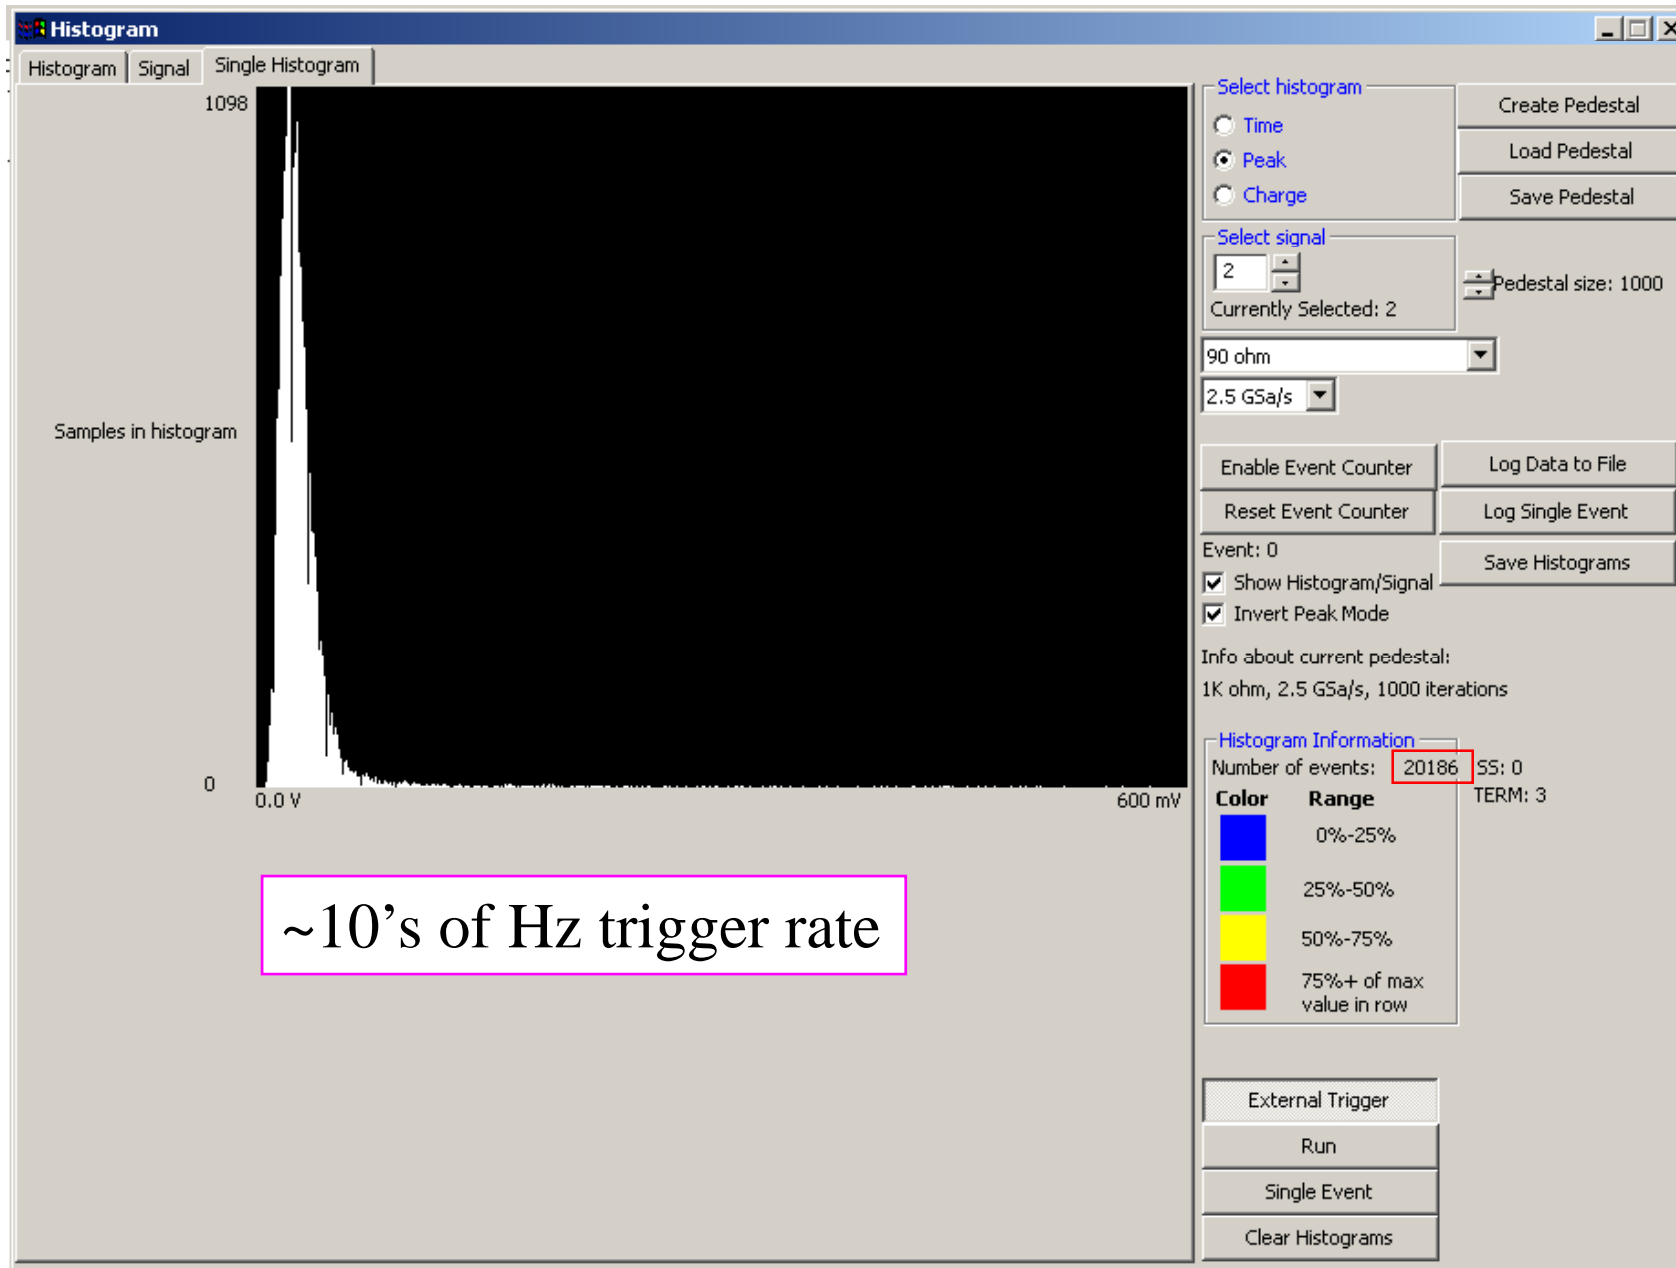 Histogram
Histogram Signal Single Histogram
1098
Samples in histogram
0
0.0 V 600 mV
~10's of Hz trigger rate
Select histogram
Time
Peak
Charge
Create Pedestal
Load Pedestal
Save Pedestal
Select signal
2
Currently Selected: 2
Pedestal size: 1000
90 ohm
2.5 GSa/s
Enable Event Counter Log Data to File
Reset Event Counter Log Single Event
Event: 0 Save Histograms
Show Histogram/Signal
Invert Peak Mode
Info about current pedestal:
1K ohm, 2.5 GSa/s, 1000 iterations
Histogram Information
Number of events: 20186 SS: 0
Color Range TERM: 3
0%-25%
25%-50%
50%-75%
75%+ of max
value in row
External Trigger
Run
Single Event
Clear Histograms